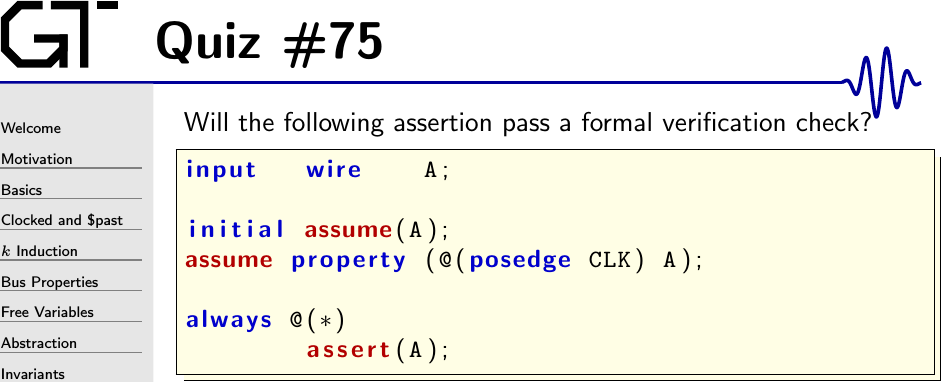 GT
Quiz #75
Welcome
Motivation
Basics
Clocked and $past
k Induction
Bus Properties
Free Variables
Abstraction
Invariants
Will the following assertion pass a formal verification check?
input wire A;
initial assume(A);
assume property (@(posedge CLK) A);
always @(*)
assert(A);